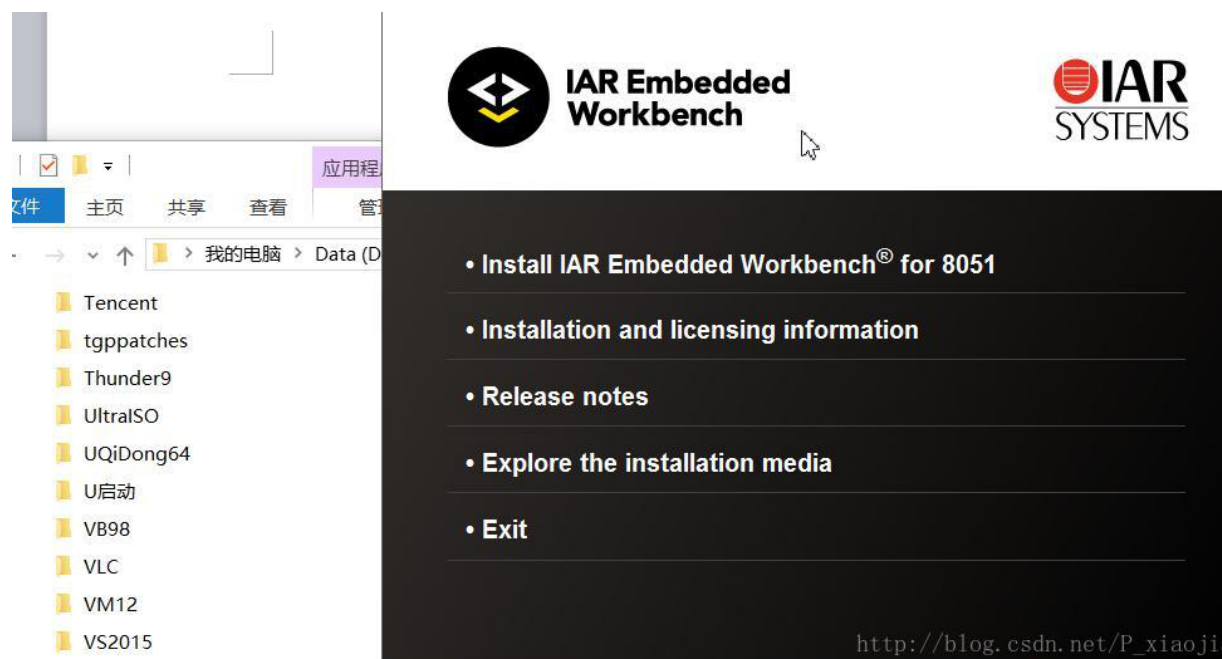 IAR Embedded
Workbench
IAR
SYSTEMS
应用程
文件
主页
共享
查看
我的电脑
Data (D
Tencent
tgppatches
Thunder9
UltraISO
UQiDong64
U启动
VB98
VLC
VM12
VS2015
• Install IAR Embedded Workbench® for 8051
• Installation and licensing information
• Release notes
• Explore the installation media
• Exit
http://blog.csdn.net/P_xiaoji